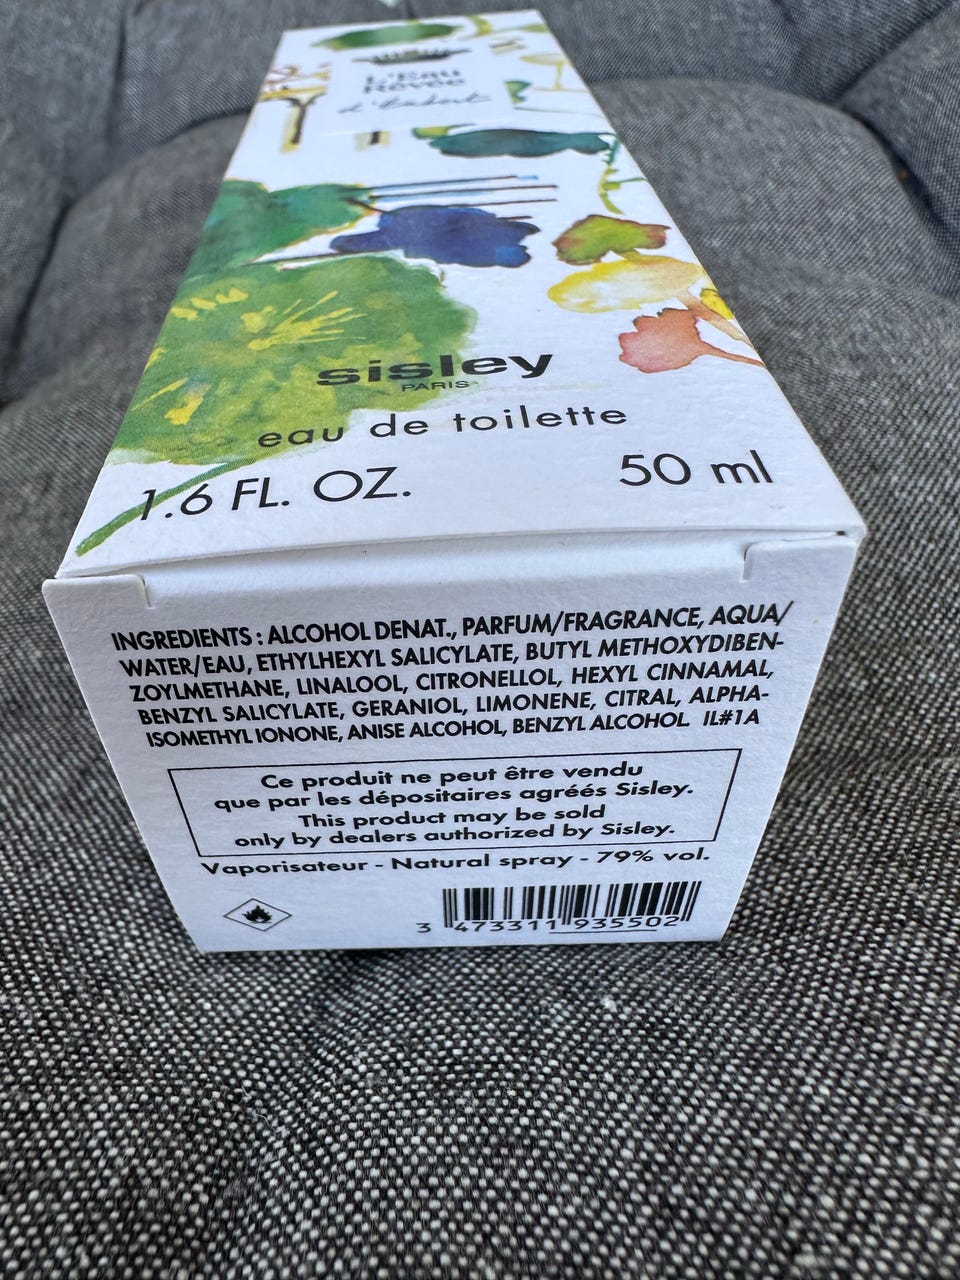 L'Eau
Rêvée
d'Hubert
sisley
PARIS
eau de toilette
1.6 FL. OZ. 50 ml
INGREDIENTS : ALCOHOL DENAT., PARFUM/FRAGRANCE, AQUA/
WATER/EAU, ETHYLHEXYL SALICYLATE, BUTYL METHOXYDIBEN-
ZOYLMETHANE, LINALOOL, CITRONELLOL, HEXYL CINNAMAL,
BENZYL SALICYLATE, GERANIOL, LIMONENE, CITRAL, ALPHA-
ISOMETHYL IONONE, ANISE ALCOHOL, BENZYL ALCOHOL. IL#1A
Ce produit ne peut être vendu
que par les dépositaires agréés Sisley.
This product may be sold
only by dealers authorized by Sisley.
Vaporisateur - Natural spray - 79% vol.
3 473311 935502